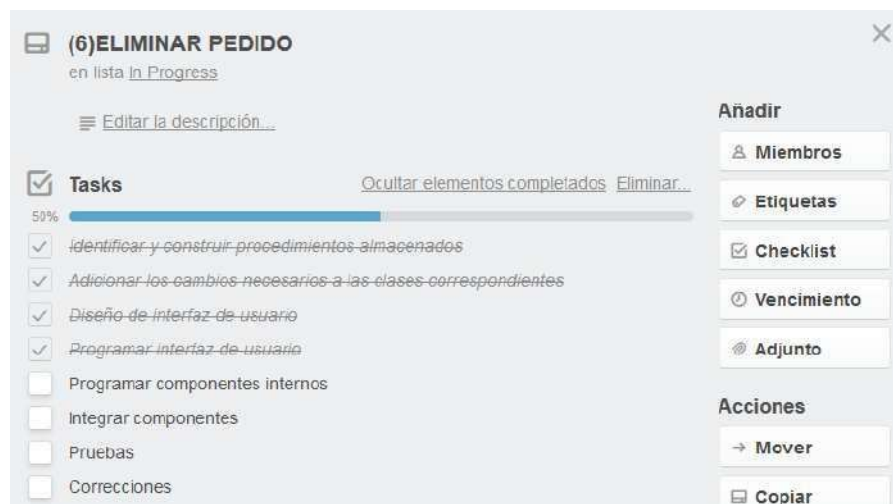 (6)ELIMINAR PEDIDO
en lista In Progress
Editar la descripción...
Tasks
Ocultar elementos completados Eliminar...
50%
Identificar y construir procedimientos almacenados
Adicionar los cambios necesarios a las clases correspondientes
Diseño de interfaz de usuario
Programar interfaz de usuario
Programar componentes internos
Integrar componentes
Pruebas
Correcciones
Añadir
Miembros
Etiquetas
Checklist
Vencimiento
Adjunto
Acciones
Mover
Copiar